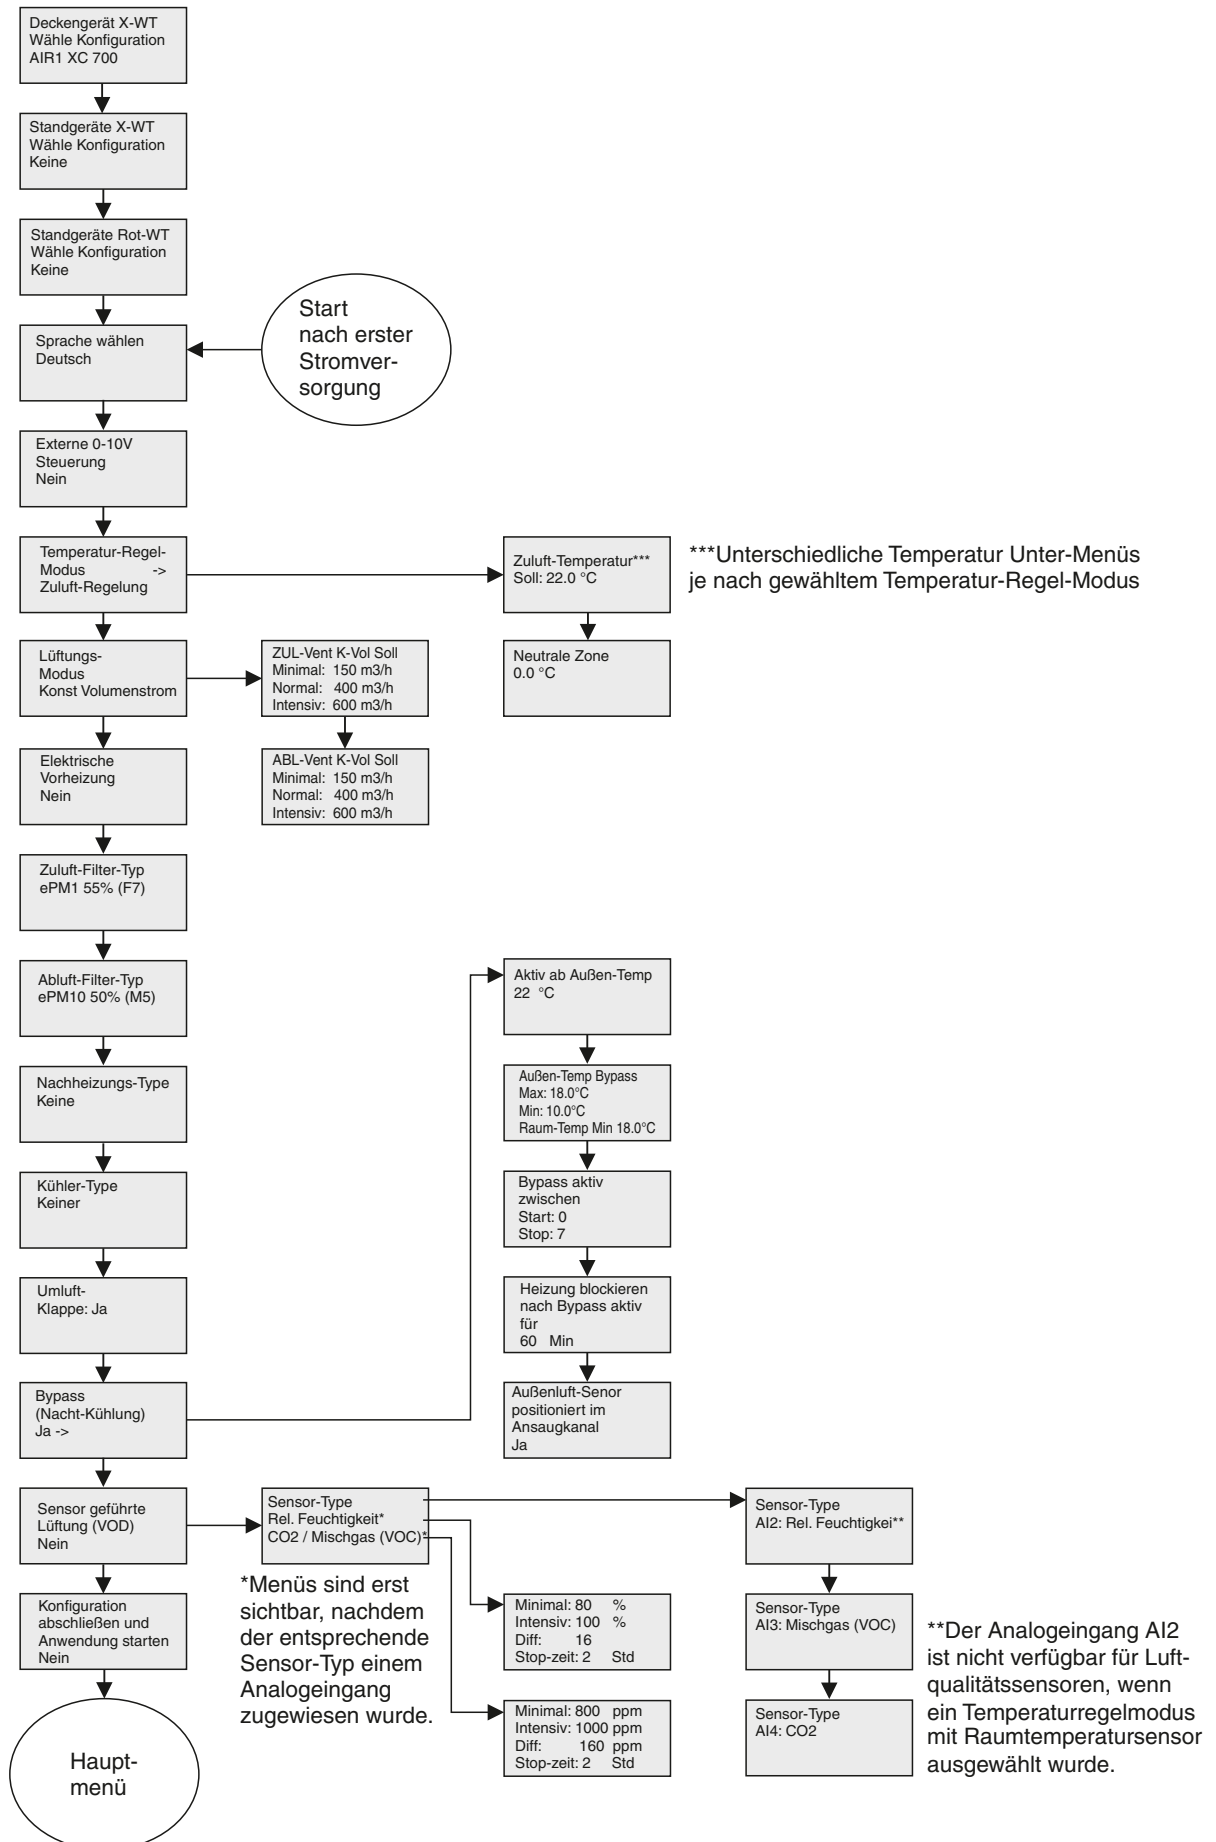 Deckengerät X-WT
Wähle Konfiguration
AIR1 XC 700
Standgeräte X-WT
Wähle Konfiguration
Keine
Standgeräte Rot-WT
Wähle Konfiguration
Keine
Start
nach erster
Stromver-
sorgung
Sprache wählen
Deutsch
Externe 0-10V
Steuerung
Nein
Temperatur-Regel-
Modus ->
Zuluft-Regelung
Zuluft-Temperatur***
Soll: 22.0 °C
***Unterschiedliche Temperatur Unter-Menüs
je nach gewähltem Temperatur-Regel-Modus
Neutrale Zone
0.0 °C
Lüftungs-
Modus
Konst Volumenstrom
ZUL-Vent K-Vol Soll
Minimal: 150 m3/h
Normal: 400 m3/h
Intensiv: 600 m3/h
ABL-Vent K-Vol Soll
Minimal: 150 m3/h
Normal: 400 m3/h
Intensiv: 600 m3/h
Elektrische
Vorheizung
Nein
Zuluft-Filter-Typ
ePM1 55% (F7)
Abluft-Filter-Typ
ePM10 50% (M5)
Nachheizungs-Type
Keine
Kühler-Type
Keiner
Umluft-
Klappe: Ja
Bypass
(Nacht-Kühlung)
Ja ->
Aktiv ab Außen-Temp
22 °C
Außen-Temp Bypass
Max: 18.0°C
Min: 10.0°C
Raum-Temp Min 18.0°C
Bypass aktiv
zwischen
Start: 0
Stop: 7
Heizung blockieren
nach Bypass aktiv
für
60 Min
Außenluft-Senor
positioniert im
Ansaugkanal
Ja
Sensor geführte
Lüftung (VOD)
Nein
Sensor-Type
Rel. Feuchtigkeit*
CO2 / Mischgas (VOC)*
*Menüs sind erst
sichtbar, nachdem
der entsprechende
Sensor-Typ einem
Analogeingang
zugewiesen wurde.
Minimal: 80 %
Intensiv: 100 %
Diff: 16
Stop-zeit: 2 Std
Minimal: 800 ppm
Intensiv: 1000 ppm
Diff: 160 ppm
Stop-zeit: 2 Std
Sensor-Type
AI2: Rel. Feuchtigkei**
Sensor-Type
AI3: Mischgas (VOC)
Sensor-Type
AI4: CO2
**Der Analogeingang AI2
ist nicht verfügbar für Luft-
qualitätssensoren, wenn
ein Temperaturregelmodus
mit Raumtemperatursensor
ausgewählt wurde.
Konfiguration
abschließen und
Anwendung starten
Nein
Haupt-
menü